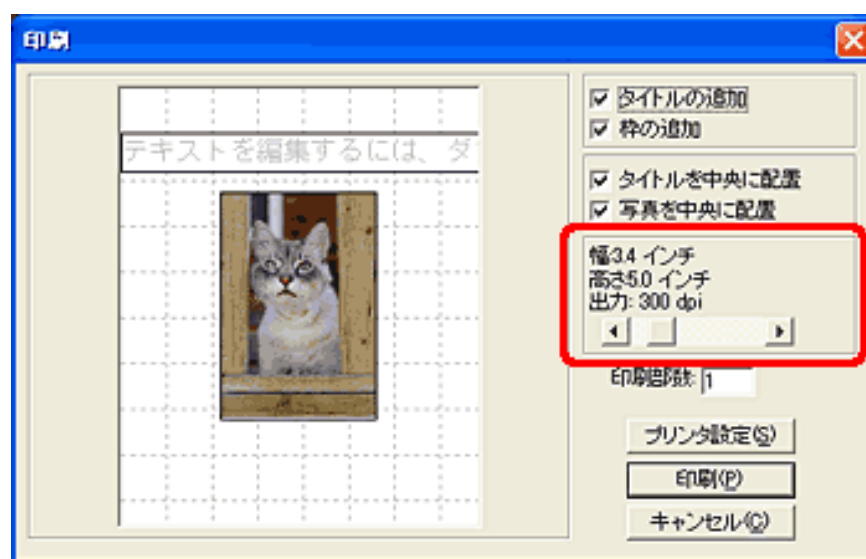 印刷
テキストを編集するには、ダ
タイトルの追加
枠の追加
タイトルを中央に配置
写真を中央に配置
幅:3.4 インチ
高さ5.0 インチ
出力: 300 dpi
印刷部数: 1
プリンタ設定(S)
印刷(P)
キャンセル(C)